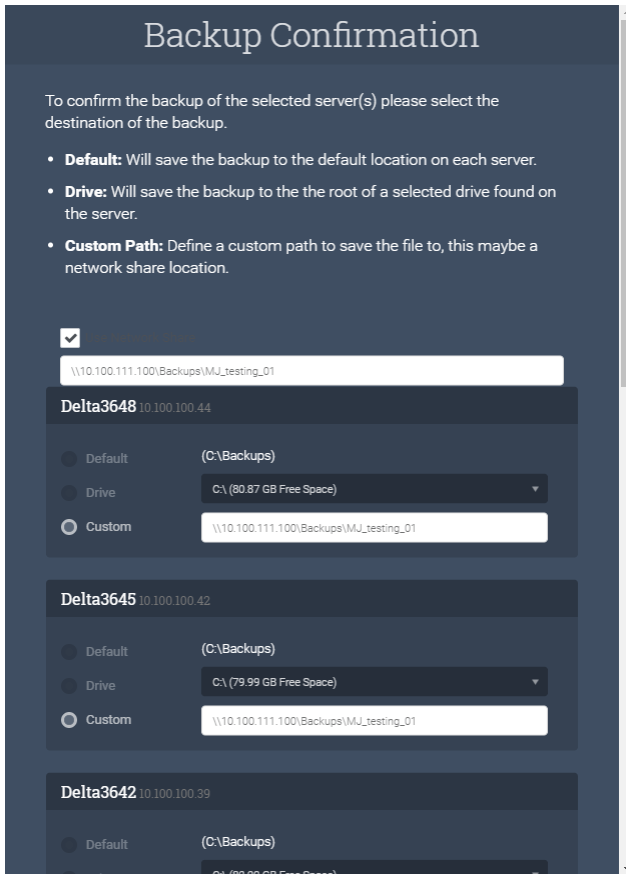 Backup Confirmation
To confirm the backup of the selected server(s) please select the
destination of the backup.
• Default: Will save the backup to the default location on each server.
• Drive: Will save the backup to the the root of a selected drive found on
the server.
• Custom Path: Define a custom path to save the file to, this maybe a
network share location.
\\10.100.111.100\Backups\MJ_testing_01
Delta3648 10.100.100.44
Default (C:\Backups)
Drive C:\ (80.87 GB Free Space)
Custom \\10.100.111.100\Backups\MJ_testing_01
Delta3645 10.100.100.42
Default (C:\Backups)
Drive C:\ (79.99 GB Free Space)
Custom \\10.100.111.100\Backups\MJ_testing_01
Delta3642 10.100.100.39
Default (C:\Backups)